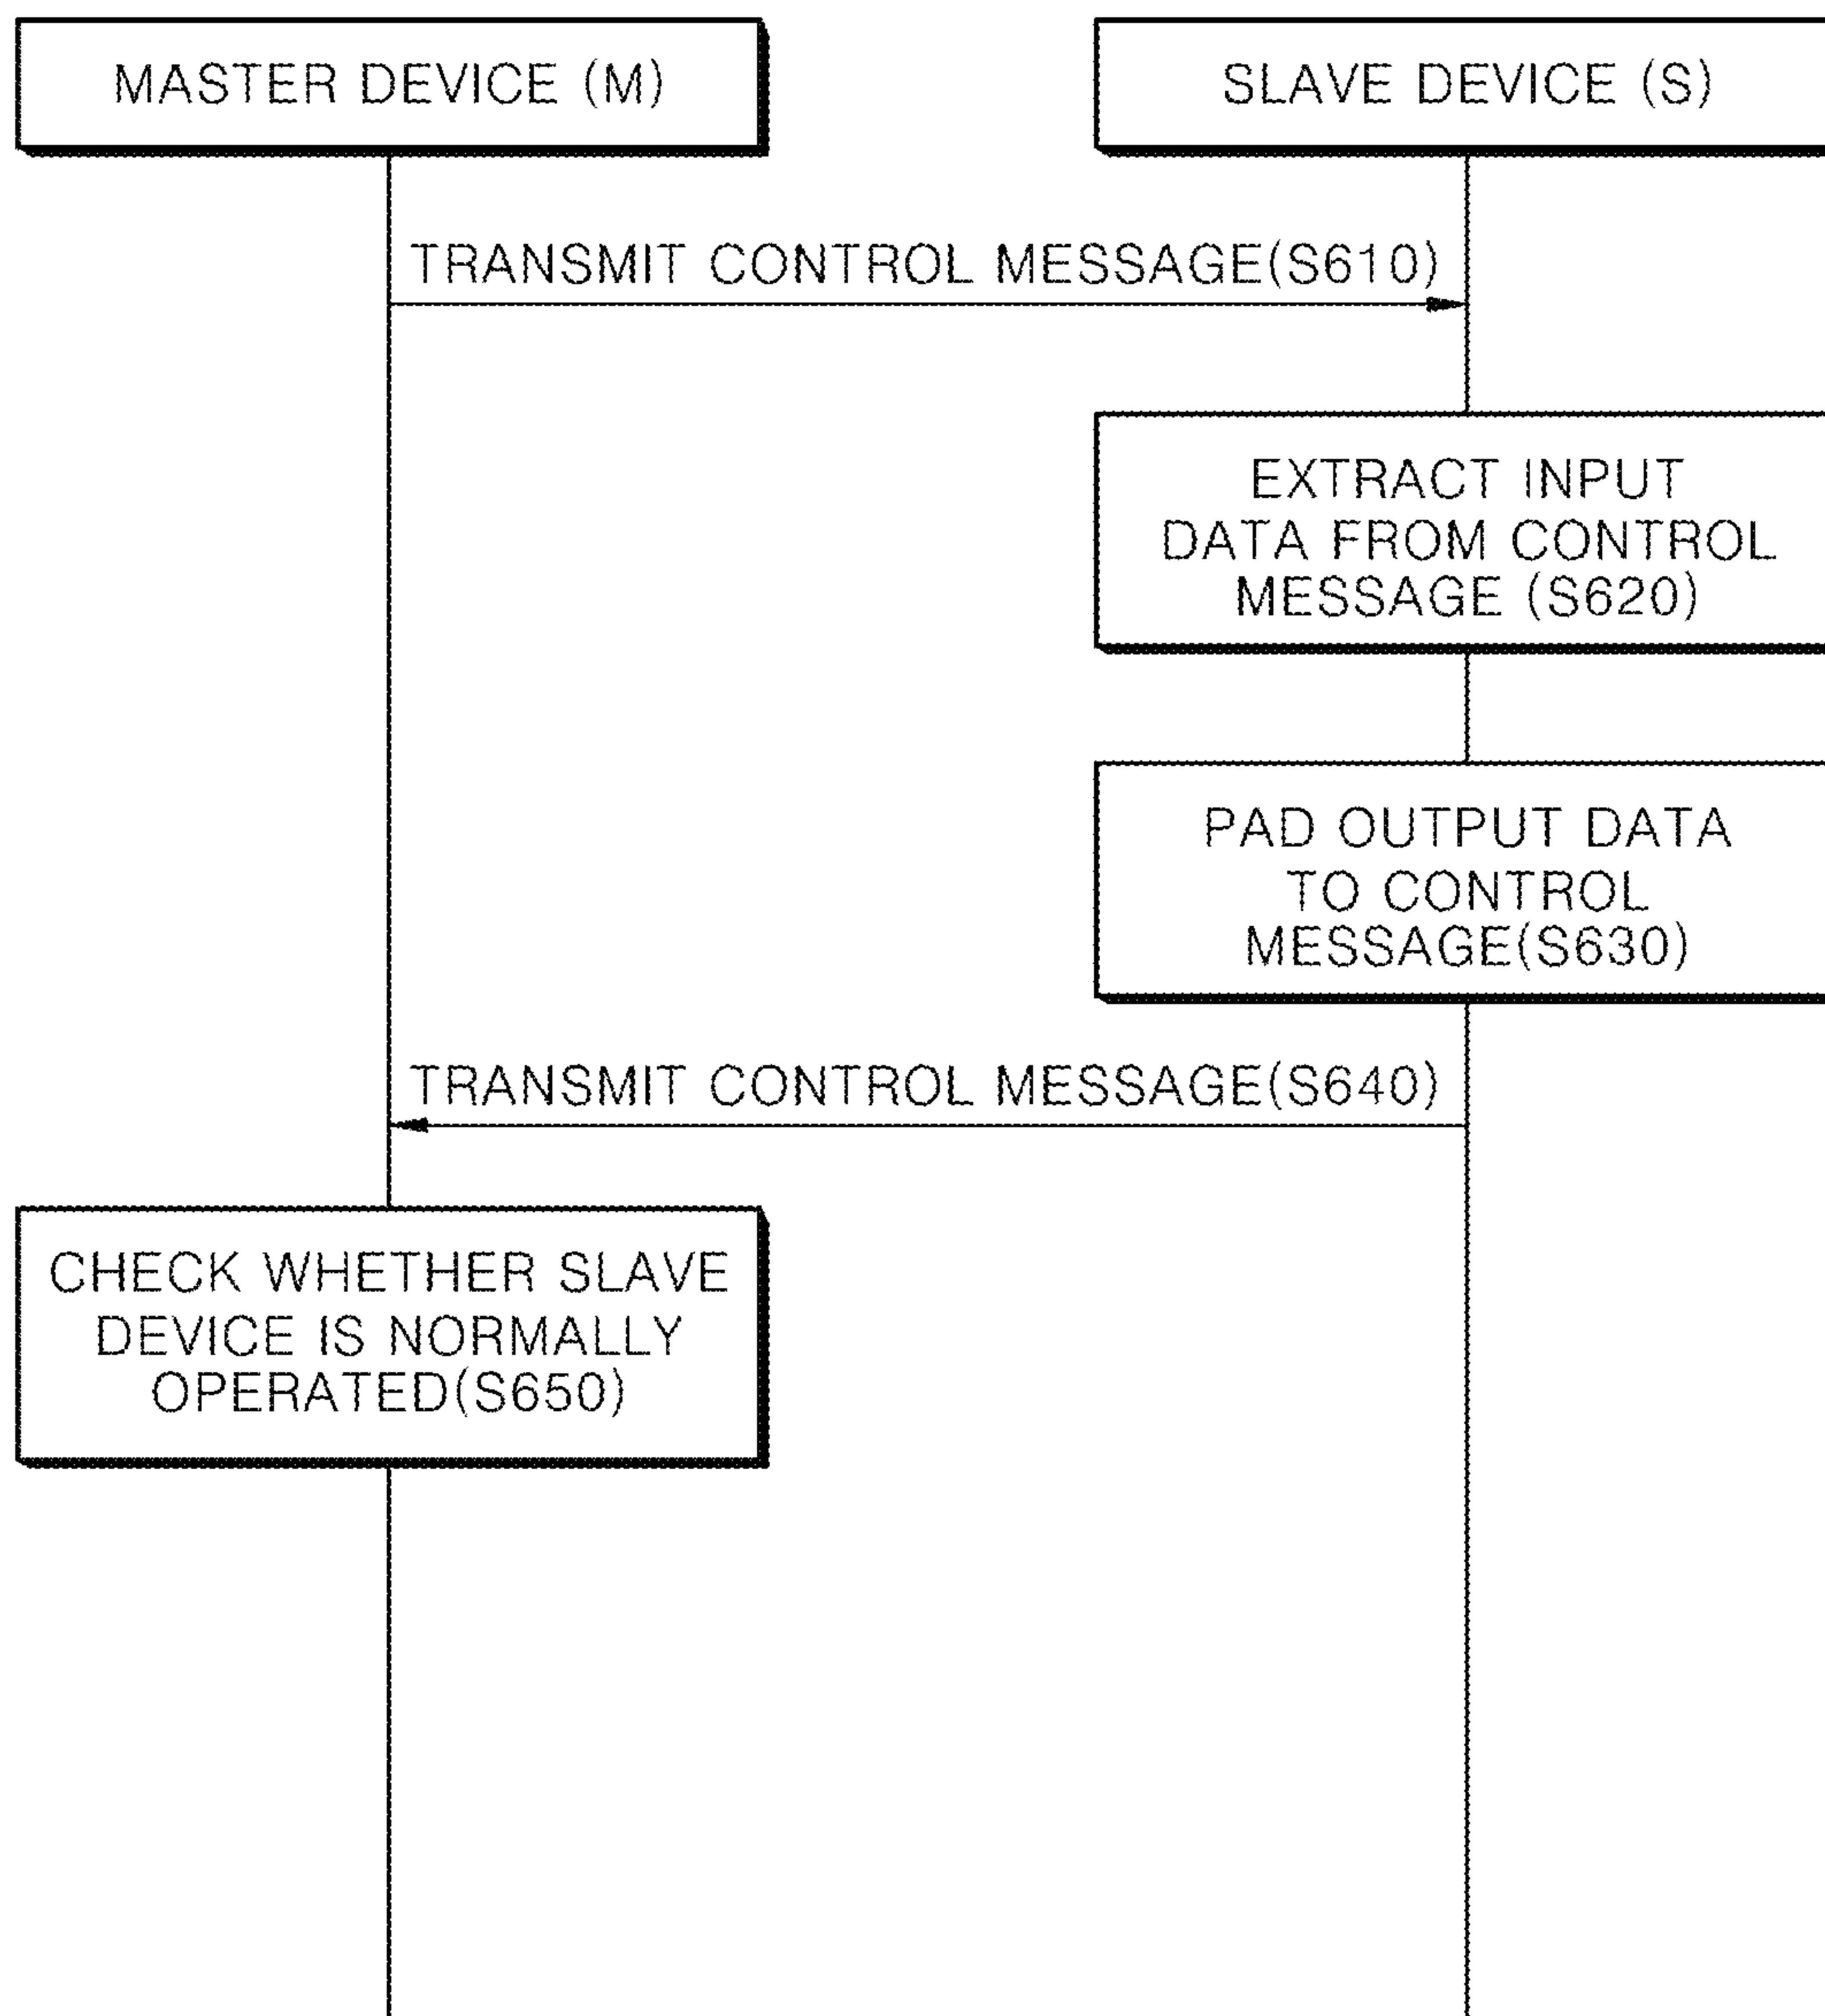 MASTER DEVICE (M)
SLAVE DEVICE (S)
TRANSMIT CONTROL MESSAGE(S610)
EXTRACT INPUT
DATA FROM CONTROL
MESSAGE (S620)
PAD OUTPUT DATA
TO CONTROL
MESSAGE(S630)
TRANSMIT CONTROL MESSAGE(S640)
CHECK WHETHER SLAVE
DEVICE IS NORMALLY
OPERATED(S650)